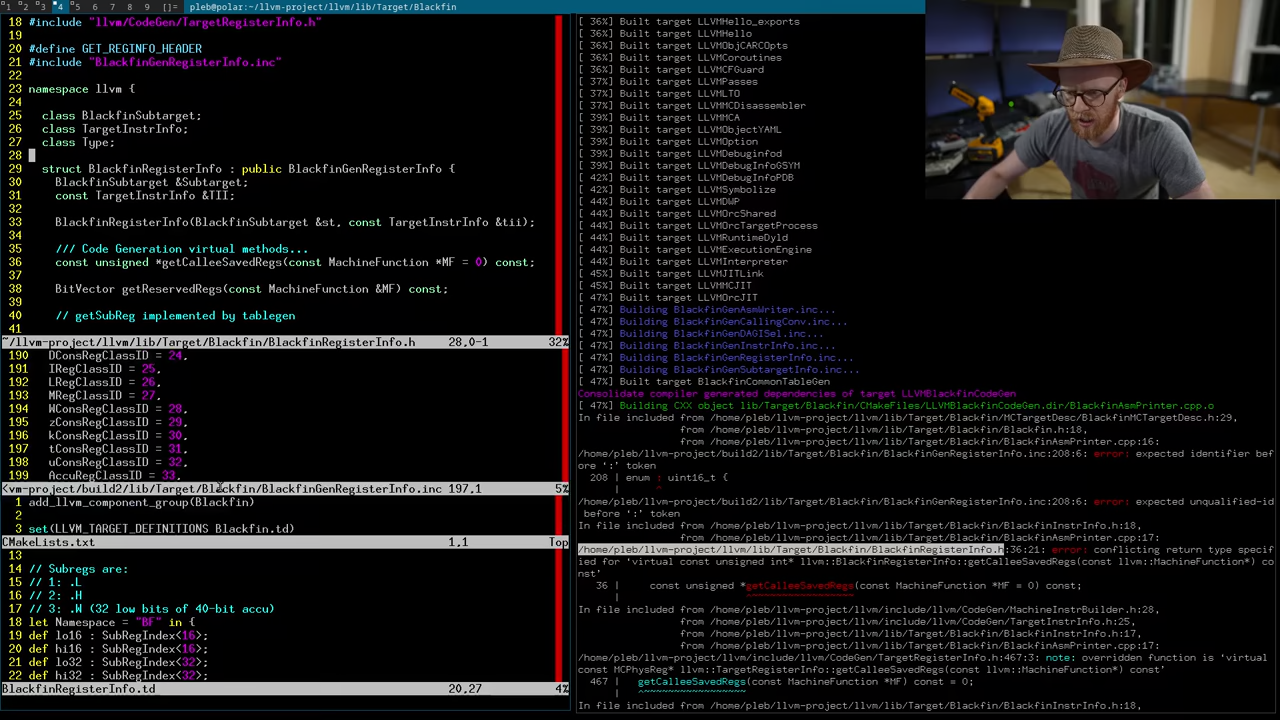 1 2 3 4 5 6 7 8 9 []= pleb@polar:~/llvm-project/llvm/lib/Target/Blackfin
18 #include "llvm/CodeGen/TargetRegisterInfo.h"
19
20 #define GET_REGINFO_HEADER
21 #include "BlackfinGenRegisterInfo.inc"
22
23 namespace llvm {
24
25   class BlackfinSubtarget;
26   class TargetInstrInfo;
27   class Type;
28
29   struct BlackfinRegisterInfo : public BlackfinGenRegisterInfo {
30     BlackfinSubtarget &Subtarget;
31     const TargetInstrInfo &TII;
32
33     BlackfinRegisterInfo(BlackfinSubtarget &st, const TargetInstrInfo &tii);
34
35     /// Code Generation virtual methods...
36     const unsigned *getCalleeSavedRegs(const MachineFunction *MF = 0) const;
37
38     BitVector getReservedRegs(const MachineFunction &MF) const;
39
40     // getSubReg implemented by tablegen
41
~/llvm-project/llvm/lib/Target/Blackfin/BlackfinRegisterInfo.h 28,0-1 32%
190   DConsRegClassID = 24,
191   IRegClassID = 25,
192   LRegClassID = 26,
193   MRegClassID = 27,
194   WConsRegClassID = 28,
195   zConsRegClassID = 29,
196   kConsRegClassID = 30,
197   tConsRegClassID = 31,
198   uConsRegClassID = 32,
199   AccuRegClassID = 33,
<vm-project/build2/lib/Target/Blackfin/BlackfinGenRegisterInfo.inc 197,1 5%
1 add_llvm_component_group(Blackfin)
2
3 set(LLVM_TARGET_DEFINITIONS Blackfin.td)
CMakeLists.txt 1,1 Top
13
14 // Subregs are:
15 // 1: .L
16 // 2: .H
17 // 3: .W (32 low bits of 40-bit accu)
18 let Namespace = "BF" in {
19 def lo16 : SubRegIndex<16>;
20 def hi16 : SubRegIndex<16>;
21 def lo32 : SubRegIndex<32>;
22 def hi32 : SubRegIndex<32>;
BlackfinRegisterInfo.td 20,27 4%
[ 36%] Built target LLVMHello_exports
[ 36%] Built target LLVMHello
[ 36%] Built target LLVMObjCARCOpts
[ 36%] Built target LLVMCoroutines
[ 36%] Built target LLVMCFGuard
[ 37%] Built target LLVMPasses
[ 37%] Built target LLVMLTO
[ 37%] Built target LLVMMCDisassembler
[ 39%] Built target LLVMMCA
[ 39%] Built target LLVMObjectYAML
[ 39%] Built target LLVMOption
[ 39%] Built target LLVMDebuginfod
[ 39%] Built target LLVMDebugInfoGSYM
[ 42%] Built target LLVMDebugInfoPDB
[ 42%] Built target LLVMSymbolize
[ 44%] Built target LLVMDWP
[ 44%] Built target LLVMOrcShared
[ 44%] Built target LLVMOrcTargetProcess
[ 44%] Built target LLVMRuntimeDyld
[ 44%] Built target LLVMExecutionEngine
[ 44%] Built target LLVMInterpreter
[ 45%] Built target LLVMJITLink
[ 45%] Built target LLVMMCJIT
[ 47%] Built target LLVMOrcJIT
[ 47%] Building BlackfinGenAsmWriter.inc...
[ 47%] Building BlackfinGenCallingConv.inc...
[ 47%] Building BlackfinGenDAGISel.inc...
[ 47%] Building BlackfinGenInstrInfo.inc...
[ 47%] Building BlackfinGenRegisterInfo.inc...
[ 47%] Building BlackfinGenSubtargetInfo.inc...
[ 47%] Built target BlackfinCommonTableGen
Consolidate compiler generated dependencies of target LLVMBlackfinCodeGen
[ 47%] Building CXX object lib/Target/Blackfin/CMakeFiles/LLVMBlackfinCodeGen.dir/BlackfinAsmPrinter.cpp.o
In file included from /home/pleb/llvm-project/llvm/lib/Target/Blackfin/MCTargetDesc/BlackfinMCTargetDesc.h:29,
from /home/pleb/llvm-project/llvm/lib/Target/Blackfin/Blackfin.h:18,
from /home/pleb/llvm-project/llvm/lib/Target/Blackfin/BlackfinAsmPrinter.cpp:16:
/home/pleb/llvm-project/build2/lib/Target/Blackfin/BlackfinGenRegisterInfo.inc:208:6: error: expected identifier bef
ore ':' token
208 | enum : uint16_t {
|      ^
/home/pleb/llvm-project/build2/lib/Target/Blackfin/BlackfinGenRegisterInfo.inc:208:6: error: expected unqualified-id
before ':' token
In file included from /home/pleb/llvm-project/llvm/lib/Target/Blackfin/BlackfinInstrInfo.h:18,
from /home/pleb/llvm-project/llvm/lib/Target/Blackfin/BlackfinAsmPrinter.cpp:17:
/home/pleb/llvm-project/llvm/lib/Target/Blackfin/BlackfinRegisterInfo.h:36:21: error: conflicting return type specif
ied for 'virtual const unsigned int* llvm::BlackfinRegisterInfo::getCalleeSavedRegs(const llvm::MachineFunction*) co
nst'
36 |     const unsigned *getCalleeSavedRegs(const MachineFunction *MF = 0) const;
|                     ^~~~~~~~~~~~~~~~~~
In file included from /home/pleb/llvm-project/llvm/include/llvm/CodeGen/MachineInstrBuilder.h:28,
from /home/pleb/llvm-project/llvm/include/llvm/CodeGen/TargetInstrInfo.h:25,
from /home/pleb/llvm-project/llvm/lib/Target/Blackfin/BlackfinInstrInfo.h:17,
from /home/pleb/llvm-project/llvm/lib/Target/Blackfin/BlackfinAsmPrinter.cpp:17:
/home/pleb/llvm-project/llvm/include/llvm/CodeGen/TargetRegisterInfo.h:467:3: note: overridden function is 'virtual
const MCPhysReg* llvm::TargetRegisterInfo::getCalleeSavedRegs(const llvm::MachineFunction*) const'
467 |   getCalleeSavedRegs(const MachineFunction *MF) const = 0;
|   ^~~~~~~~~~~~~~~~~~
In file included from /home/pleb/llvm-project/llvm/lib/Target/Blackfin/BlackfinInstrInfo.h:18,